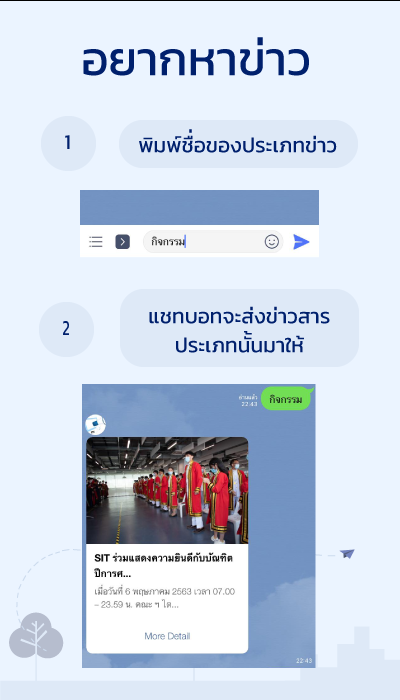 อยากหาข่าว
1
พิมพ์ชื่อของประเภทข่าว
กิจกรรม
2
แชทบอทจะส่งข่าวสาร
ประเภทนั้นมาให้
อ่านแล้ว
22:43
กิจกรรม
SIT ร่วมแสดงความยินดีกับบัณฑิต
ปีการศ...
เมื่อวันที่ 6 พฤษภาคม 2563 เวลา 07.00
– 23.59 น. คณะ ฯ ได...
More Detail
22:43